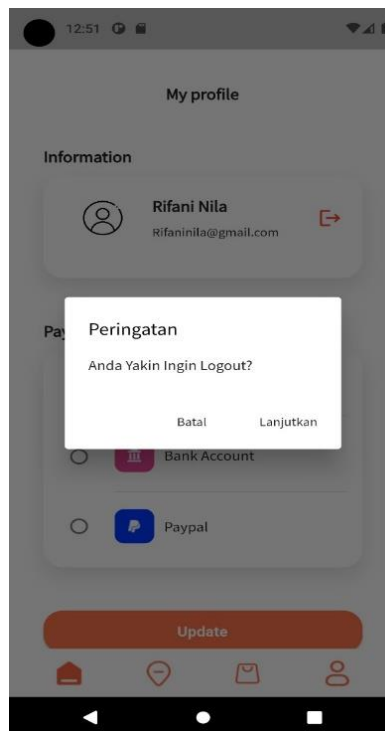 12:51
My profile
Information
Rifani Nila
Rifaninila@gmail.com
Pay
Peringatan
Anda Yakin Ingin Logout?
Batal Lanjutkan
Bank Account
Paypal
Update